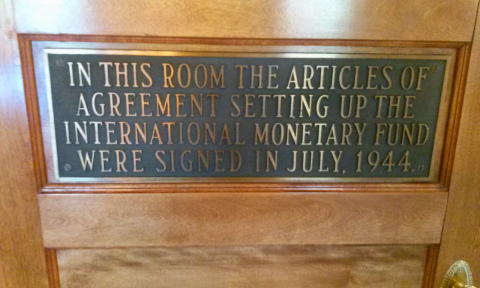 IN THIS ROOM THE ARTICLES OF
AGREEMENT SETTING UP THE
INTERNATIONAL MONETARY FUND
WERE SIGNED IN JULY, 1944.